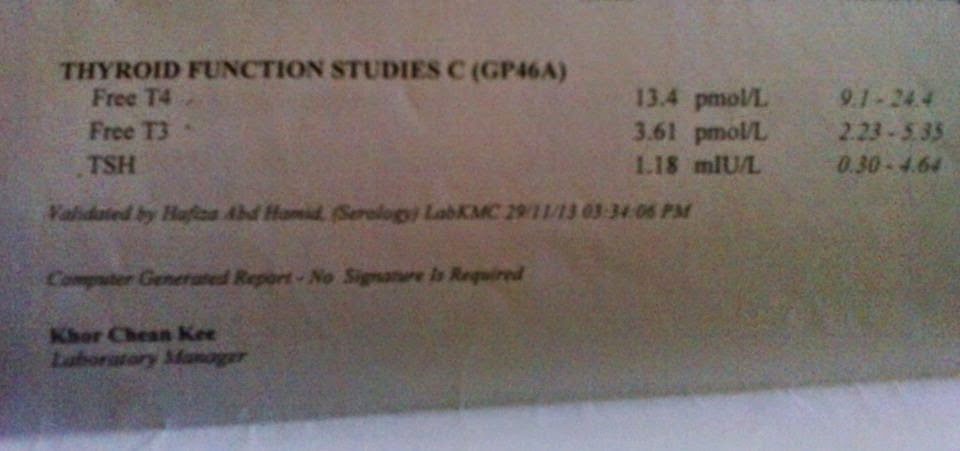 THYROID FUNCTION STUDIES C (GP46A)
Free T4 13.4 pmol/L 9.1 - 24.4
Free T3 3.61 pmol/L 2.23 - 5.35
TSH 1.18 mIU/L 0.30 - 4.64
Validated by Hafiza Abd Hamid, (Serology) LabKMC 29/11/13 03:34:06 PM
Computer Generated Report - No Signature Is Required
Khor Chean Kee
Laboratory Manager